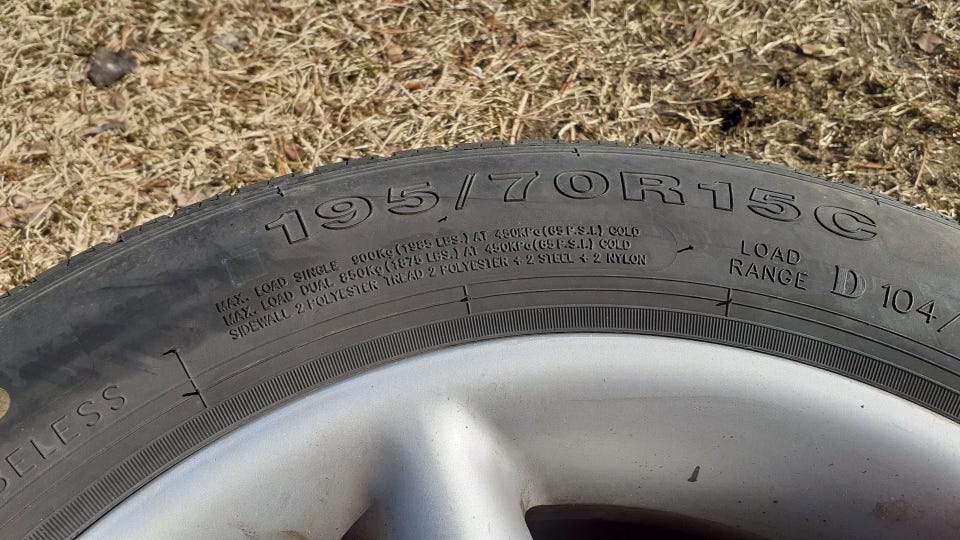 195/70R15C
MAX. LOAD SINGLE 900Kg(1985 LBS.) AT 450KPa(65 P.S.I.) COLD
MAX. LOAD DUAL 850Kg(1875 LBS.) AT 450KPa(65 P.S.I.) COLD
SIDEWALL 2 POLYESTER TREAD 2 POLYESTER + 2 STEEL + 2 NYLON
LOAD
RANGE D 104/
BELESS